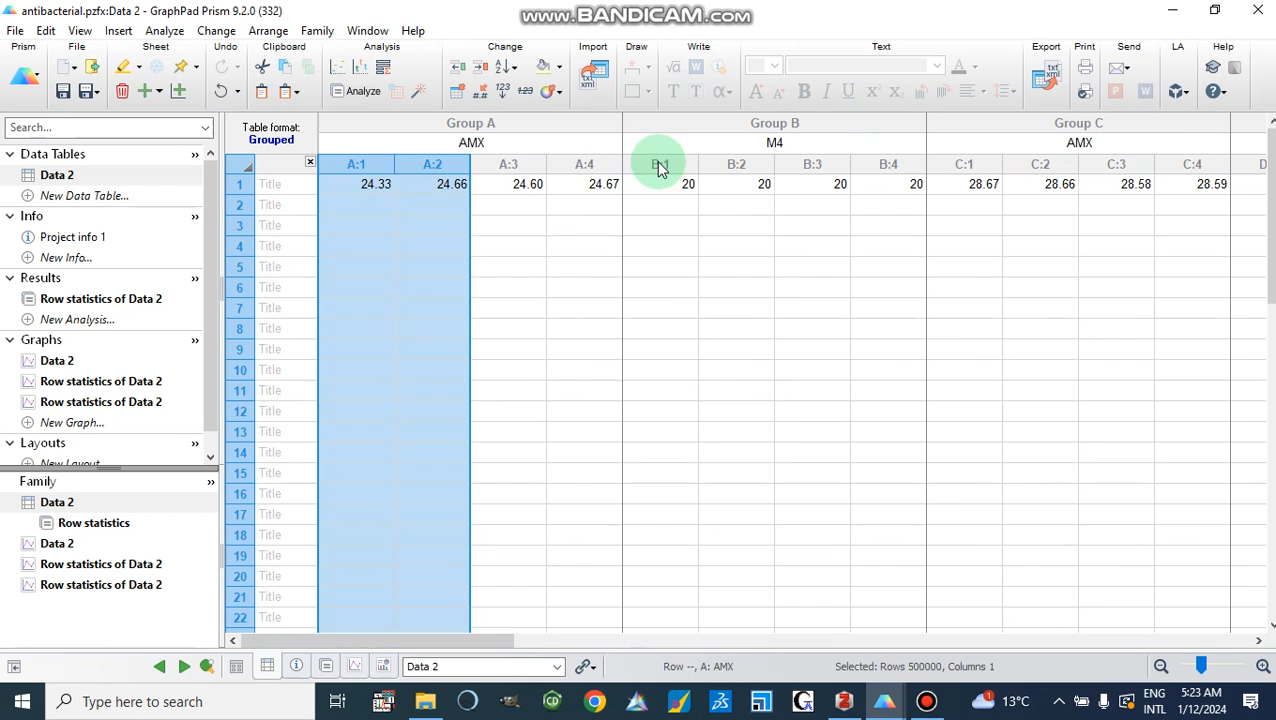 antibacterial.pzfx:Data 2 - GraphPad Prism 9.2.0 (332)
www.BANDICAM.com
File Edit View Insert Analyze Change Arrange Family Window Help
Prism File Sheet Undo Clipboard Analysis Change Import Draw Write Text Export Print Send LA Help
Analyze
Search...
Data Tables
Data 2
New Data Table...
Info
Project info 1
New Info...
Results
Row statistics of Data 2
New Analysis...
Graphs
Data 2
Row statistics of Data 2
Row statistics of Data 2
New Graph...
Layouts
New Layout
Family
Data 2
Row statistics
Data 2
Row statistics of Data 2
Row statistics of Data 2
Table format:
Grouped
Group A Group B Group C
AMX M4 AMX
A:1 A:2 A:3 A:4 B:1 B:2 B:3 B:4 C:1 C:2 C:3 C:4 D
1 Title 24.33 24.66 24.60 24.67 20 20 20 20 28.67 28.66 28.58 28.59
2 Title
3 Title
4 Title
5 Title
6 Title
7 Title
8 Title
9 Title
10 Title
11 Title
12 Title
13 Title
14 Title
15 Title
16 Title
17 Title
18 Title
19 Title
20 Title
21 Title
22 Title
Data 2
Row --, A: AMX
Selected: Rows 500000, Columns 1
Type here to search
13°C
ENG
INTL
5:23 AM
1/12/2024